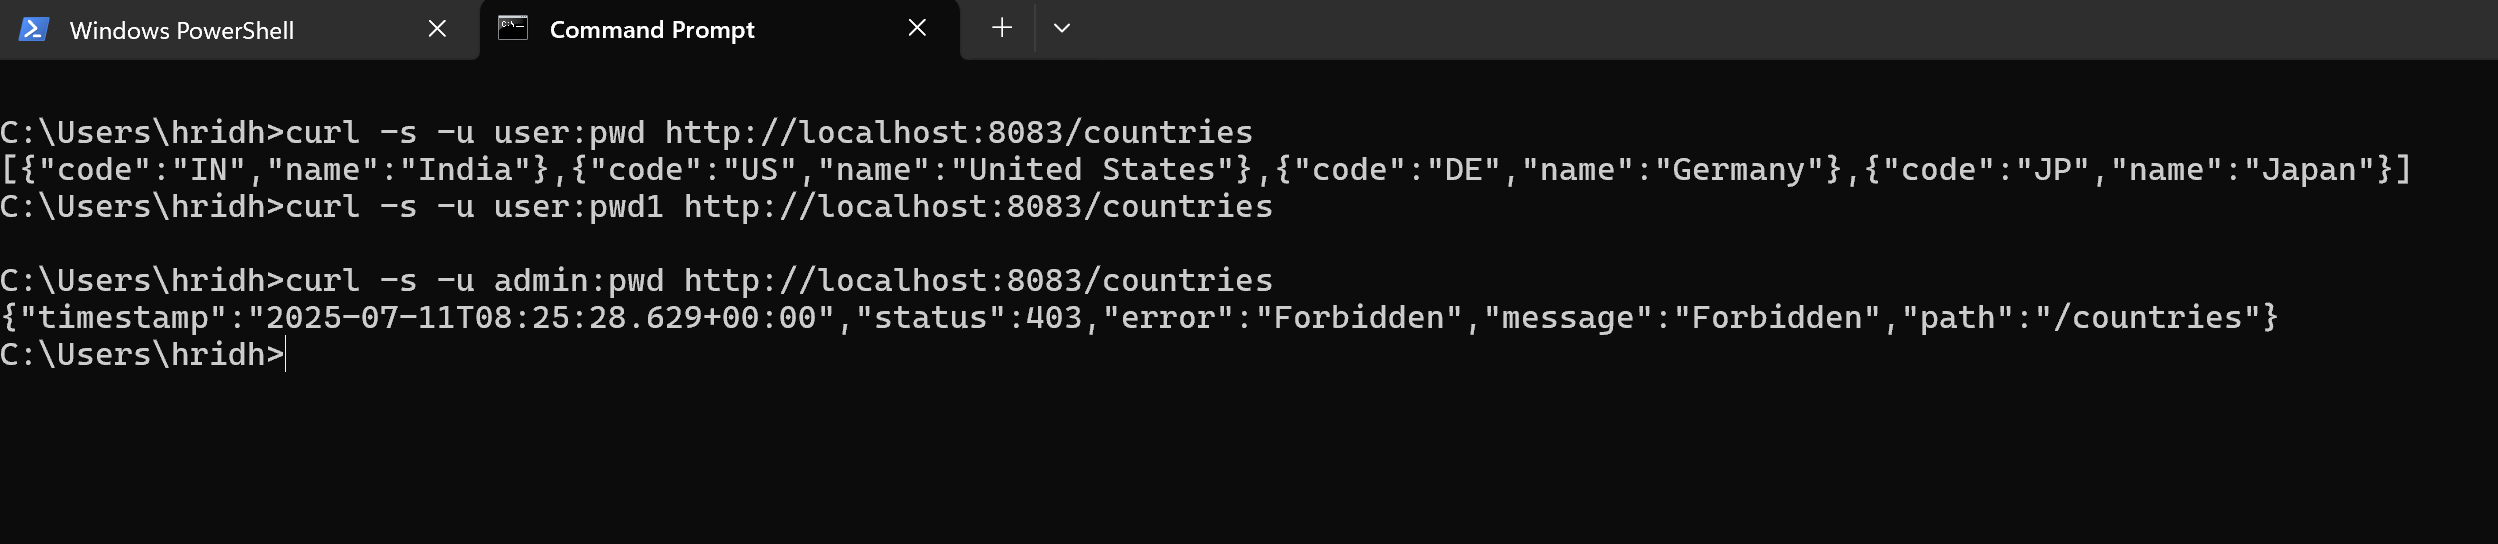 Windows PowerShell
Command Prompt
C:\Users\hridh>curl -s -u user:pwd http://localhost:8083/countries
[{"code":"IN","name":"India"},{"code":"US","name":"United States"},{"code":"DE","name":"Germany"},{"code":"JP","name":"Japan"}]
C:\Users\hridh>curl -s -u user:pwd1 http://localhost:8083/countries
C:\Users\hridh>curl -s -u admin:pwd http://localhost:8083/countries
{"timestamp":"2025-07-11T08:25:28.629+00:00","status":403,"error":"Forbidden","message":"Forbidden","path":"/countries"}
C:\Users\hridh>